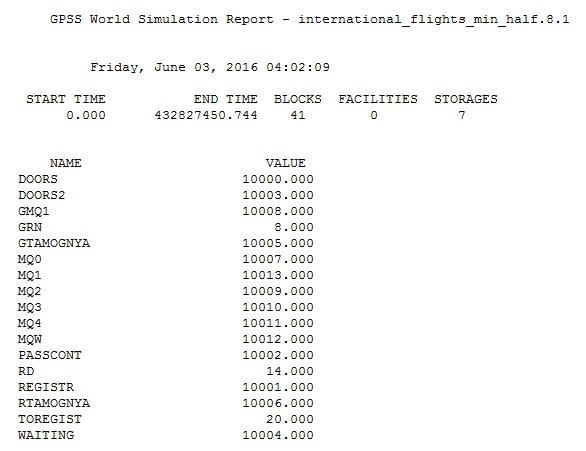 GPSS World Simulation Report - international_flights_min_half.8.1
Friday, June 03, 2016 04:02:09
START TIME END TIME BLOCKS FACILITIES STORAGES
0.000 432827450.744 41 0 7
NAME VALUE
DOORS 10000.000
DOORS2 10003.000
GMQ1 10008.000
GRN 8.000
GTAMOGNYA 10005.000
MQ0 10007.000
MQ1 10013.000
MQ2 10009.000
MQ3 10010.000
MQ4 10011.000
MQW 10012.000
PASSCONT 10002.000
RD 14.000
REGISTR 10001.000
RTAMOGNYA 10006.000
TOREGIST 20.000
WAITING 10004.000